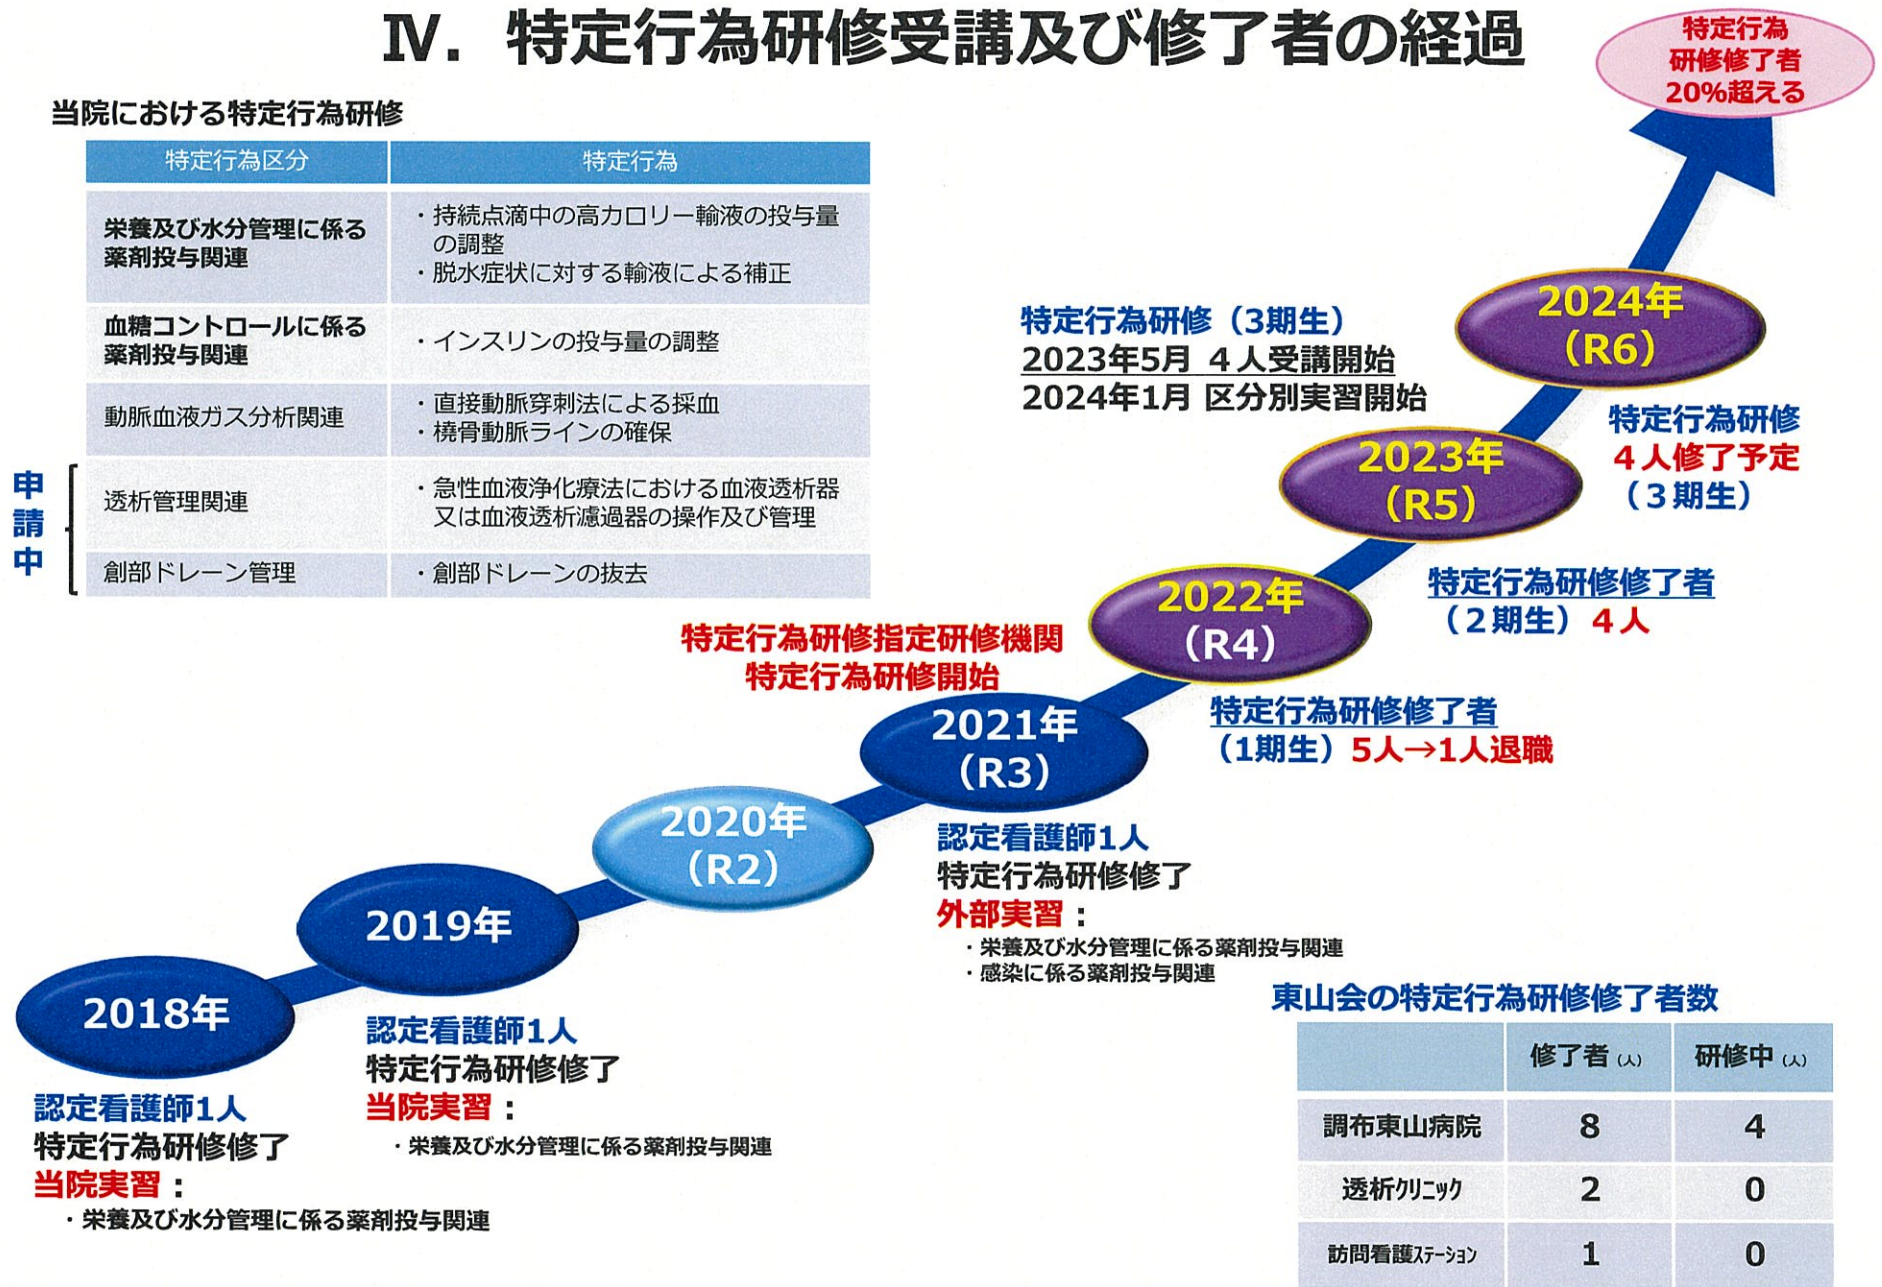 Ⅳ. 特定行為研修受講及び修了者の経過
特定行為
研修修了者
20%超える
当院における特定行為研修
特定行為区分
特定行為
栄養及び水分管理に係る
薬剤投与関連
・持続点滴中の高カロリー輸液の投与量
の調整
・脱水症状に対する輸液による補正
血糖コントロールに係る
薬剤投与関連
・インスリンの投与量の調整
動脈血液ガス分析関連
・直接動脈穿刺法による採血
・橈骨動脈ラインの確保
申請中
透析管理関連
・急性血液浄化療法における血液透析器
又は血液透析濾過器の操作及び管理
創部ドレーン管理
・創部ドレーンの抜去
特定行為研修（3期生）
2023年5月 ４人受講開始
2024年1月 区分別実習開始
2024年
（R6）
特定行為研修
４人修了予定
（３期生）
2023年
（R5）
特定行為研修修了者
（２期生）４人
2022年
（R4）
特定行為研修修了者
（1期生）5人→1人退職
特定行為研修指定研修機関
特定行為研修開始
2021年
（R3）
認定看護師1人
特定行為研修修了
外部実習：
・栄養及び水分管理に係る薬剤投与関連
・感染に係る薬剤投与関連
2020年
（R2）
2019年
認定看護師1人
特定行為研修修了
当院実習：
・栄養及び水分管理に係る薬剤投与関連
2018年
認定看護師1人
特定行為研修修了
当院実習：
・栄養及び水分管理に係る薬剤投与関連
東山会の特定行為研修修了者数
修了者（人）
研修中（人）
調布東山病院
8
4
透析クリニック
2
0
訪問看護ステーション
1
0